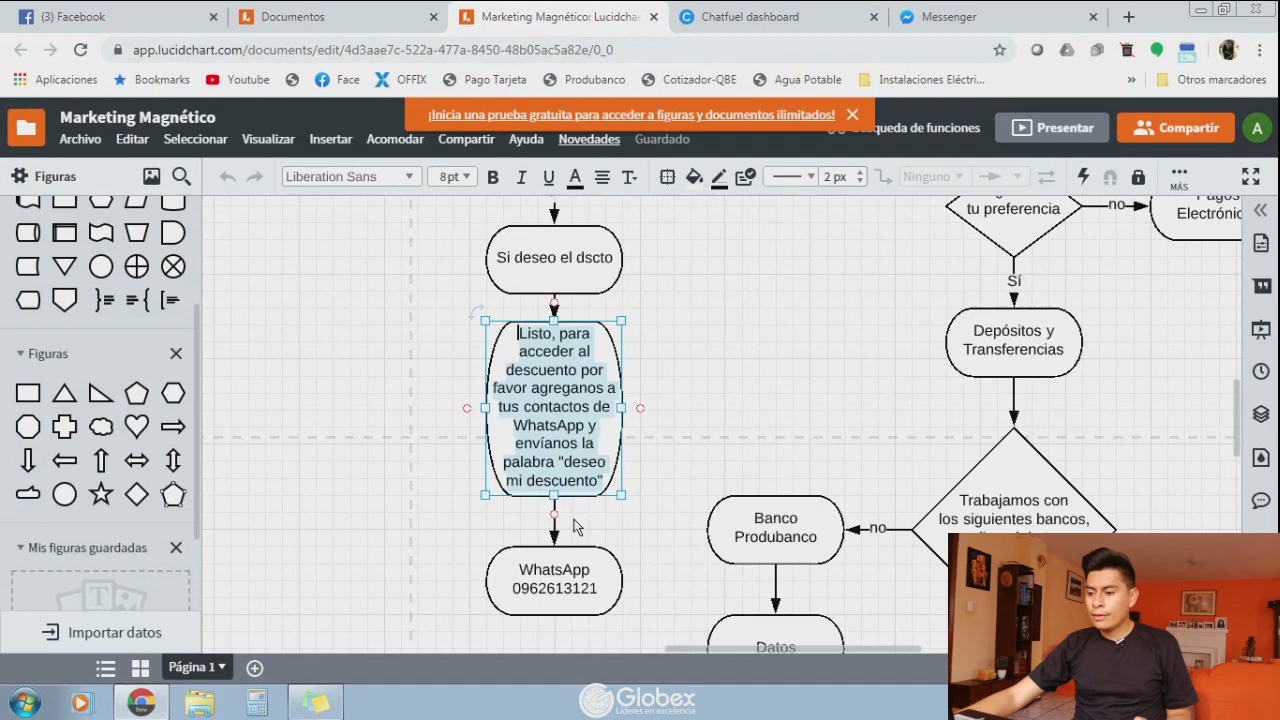 (3) Facebook
Documentos
Marketing Magnético: Lucidchart
Chatfuel dashboard
Messenger
app.lucidchart.com/documents/edit/4d3aae7c-522a-477a-8450-48b05ac5a82e/0_0
Aplicaciones
Bookmarks
Youtube
Face
OFFIX
Pago Tarjeta
Produbanco
Cotizador-QBE
Agua Potable
Instalaciones Eléctri...
»
Otros marcadores
Marketing Magnético
¡Inicia una prueba gratuita para acceder a figuras y documentos ilimitados!
squeda de funciones
Presentar
Compartir
A
Archivo
Editar
Seleccionar
Visualizar
Insertar
Acomodar
Compartir
Ayuda
Novedades
Guardado
Figuras
Liberation Sans
8 pt
B
I
U
A
T
2 px
Ninguno
MÁS
Figuras
Mis figuras guardadas
Importar datos
Si deseo el dscto
Listo, para
acceder al
descuento por
favor agreganos a
tus contactos de
WhatsApp y
envíanos la
palabra "deseo
mi descuento"
WhatsApp
0962613121
tu preferencia
no
Pagos
Electrónic
Sí
Depósitos y
Transferencias
Trabajamos con
los siguientes bancos,
no
Banco
Produbanco
Datos
Página 1
Globex
Líderes en excelencia